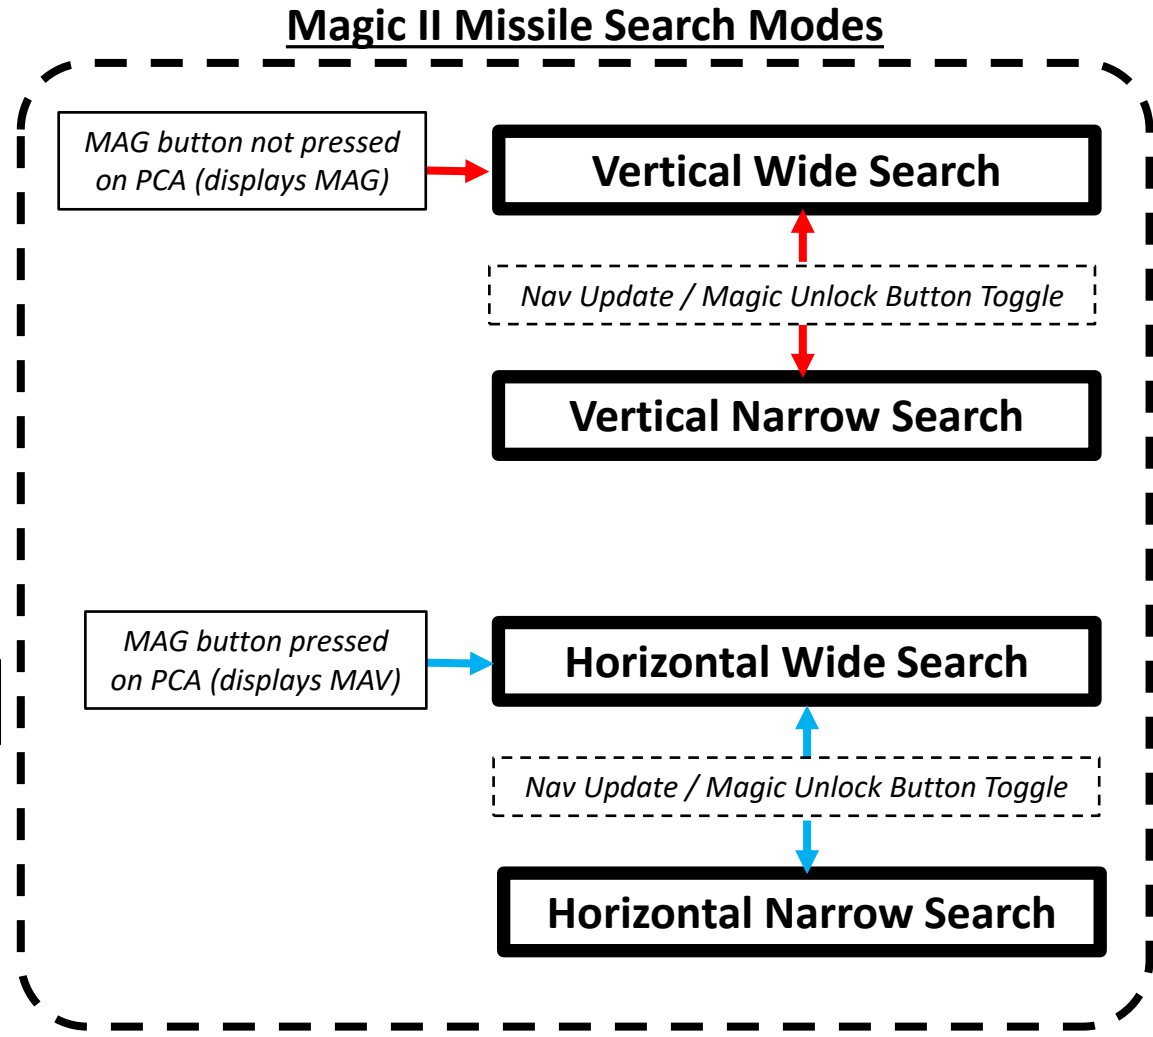 Magic II Missile Search Modes
MAG button not pressed
on PCA (displays MAG)
Vertical Wide Search
Nav Update / Magic Unlock Button Toggle
Vertical Narrow Search
MAG button pressed
on PCA (displays MAV)
Horizontal Wide Search
Nav Update / Magic Unlock Button Toggle
Horizontal Narrow Search